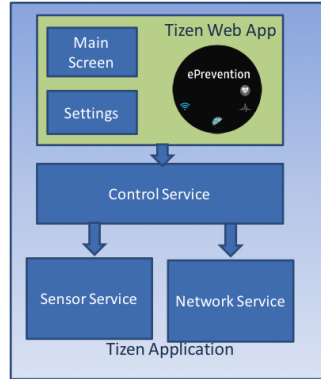 Tizen Web App
Main
Screen
ePrevention
Settings
Control Service
Sensor Service
Network Service
Tizen Application